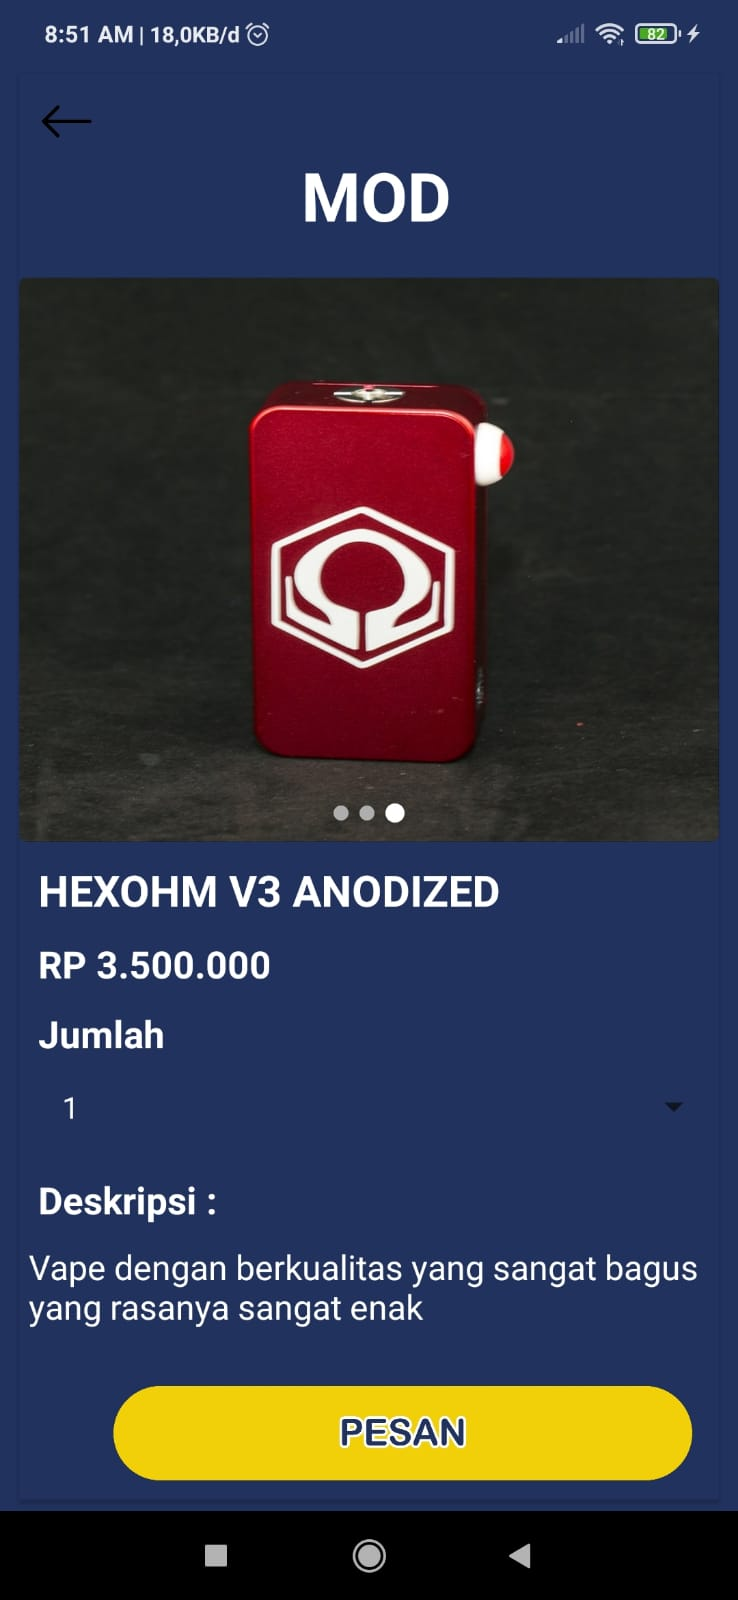 8:51 AM | 18,0KB/d
82
MOD
HEXOHM V3 ANODIZED
RP 3.500.000
Jumlah
1
Deskripsi :
Vape dengan berkualitas yang sangat bagus
yang rasanya sangat enak
PESAN